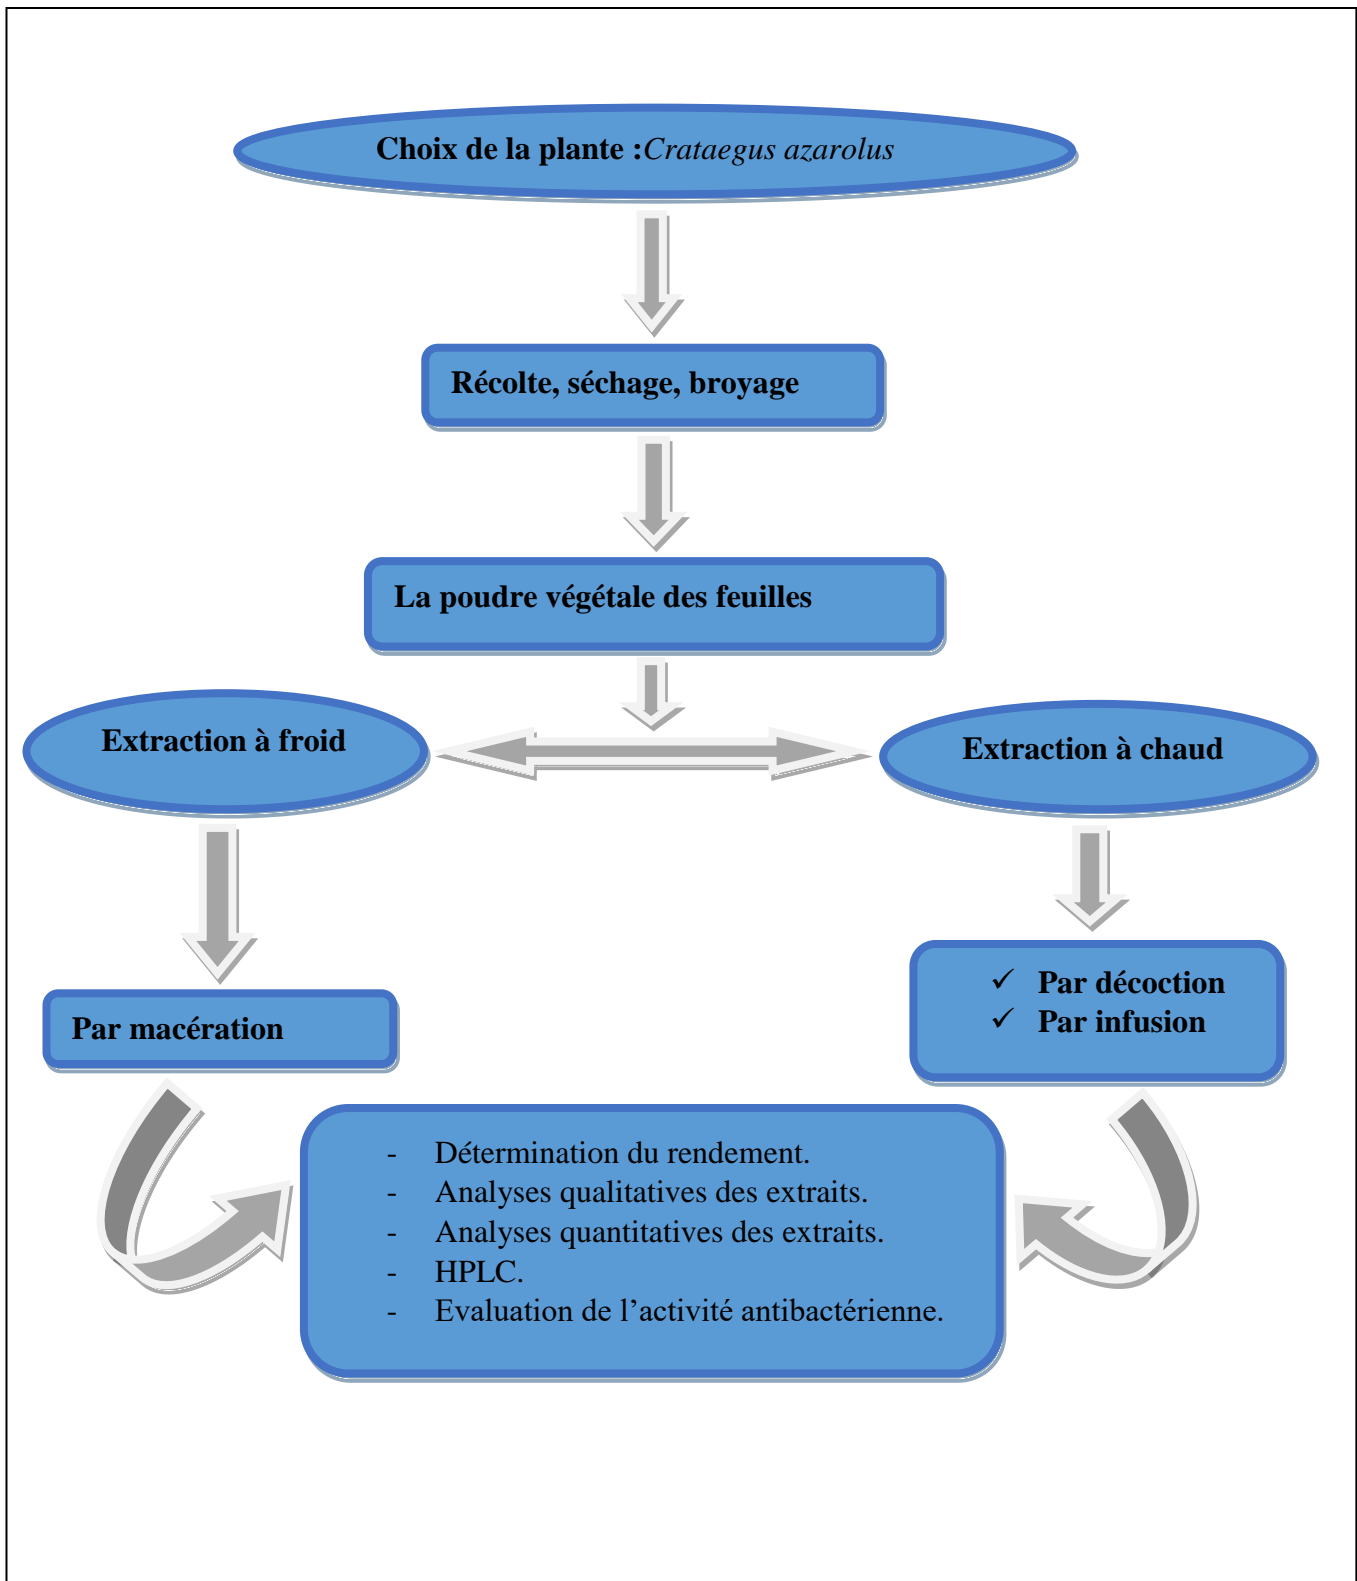 Choix de la plante :Crataegus azarolus
Récolte, séchage, broyage
La poudre végétale des feuilles
Extraction à froid
Extraction à chaud
Par macération
✓ Par décoction
✓ Par infusion
- Détermination du rendement.
- Analyses qualitatives des extraits.
- Analyses quantitatives des extraits.
- HPLC.
- Evaluation de l’activité antibactérienne.